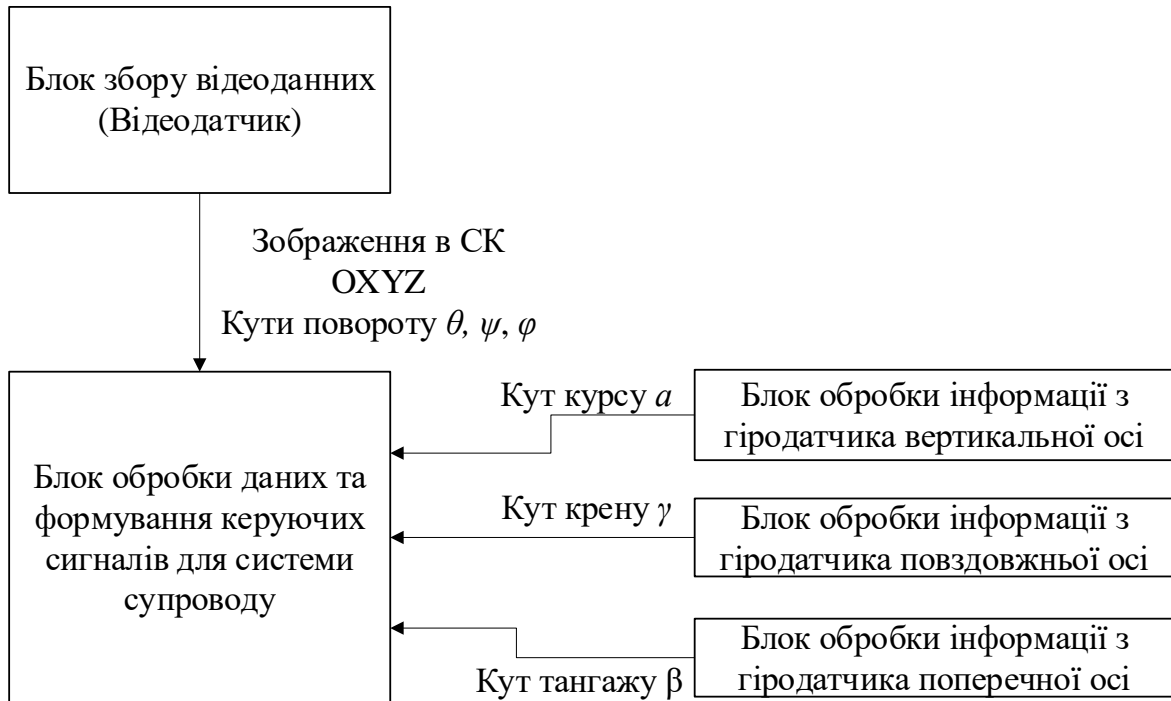 Блок збору відеоданних
(Відеодатчик)
Зображення в СК
OXYZ
Кути повороту θ, ψ, φ
Блок обробки даних та
формування керуючих
сигналів для системи
супроводу
Кут курсу a
Блок обробки інформації з
гіродатчика вертикальної осі
Кут крену γ
Блок обробки інформації з
гіродатчика повздовжньої осі
Кут тангажу β
Блок обробки інформації з
гіродатчика поперечної осі